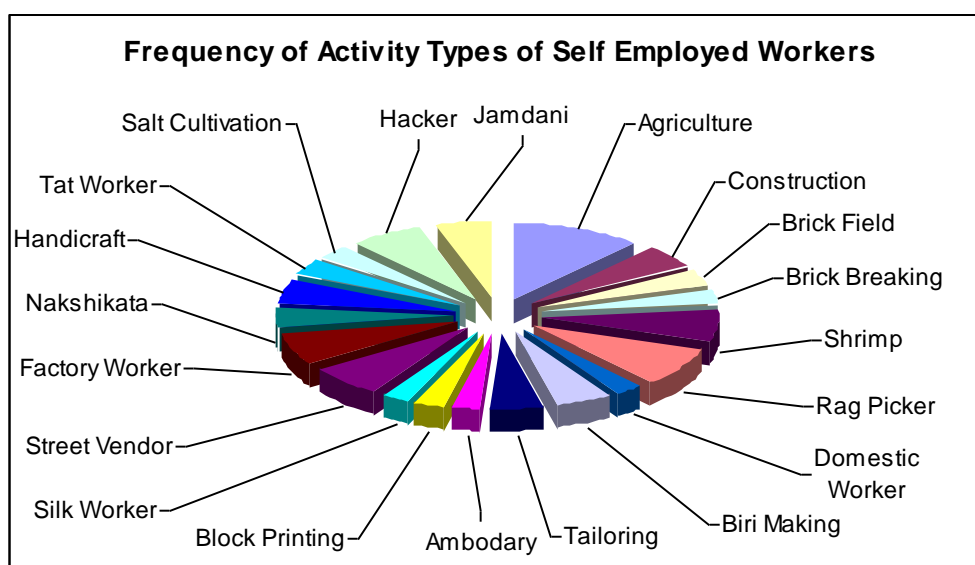 Frequency of Activity Types of Self Employed Workers
Jamdani
Agriculture
Construction
Brick Field
Brick Breaking
Shrimp
Rag Picker
Domestic
Worker
Biri Making
Tailoring
Ambodary
Block Printing
Silk Worker
Street Vendor
Factory Worker
Nakshikata
Handicraft
Tat Worker
Salt Cultivation
Hacker